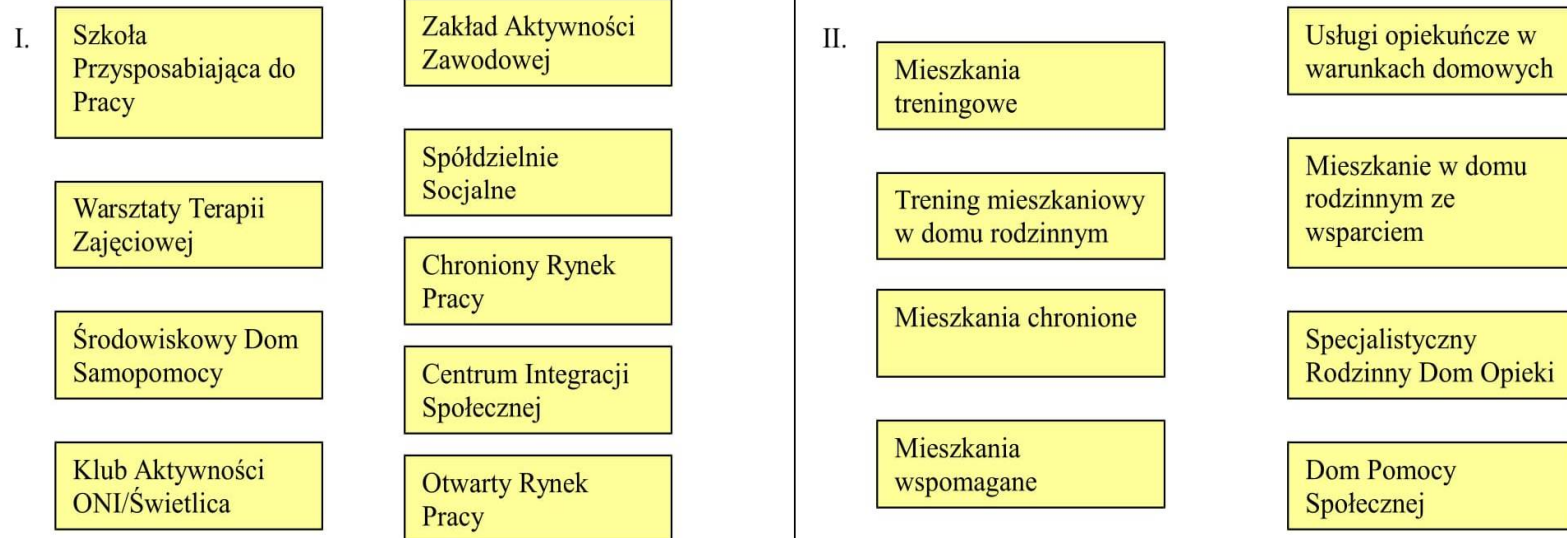 I.
Szkoła
Przysposabiająca do
Pracy
Warsztaty Terapii
Zajęciowej
Środowiskowy Dom
Samopomocy
Klub Aktywności
ONI/Świetlica
Zakład Aktywności
Zawodowej
Spółdzielnie
Socjalne
Chroniony Rynek
Pracy
Centrum Integracji
Społecznej
Otwarty Rynek
Pracy
II.
Mieszkania
treningowe
Trening mieszkaniowy
w domu rodzinnym
Mieszkania chronione
Mieszkania
wspomagane
Usługi opiekuńcze w
warunkach domowych
Mieszkanie w domu
rodzinnym ze
wsparciem
Specjalistyczny
Rodzinny Dom Opieki
Dom Pomocy
Społecznej